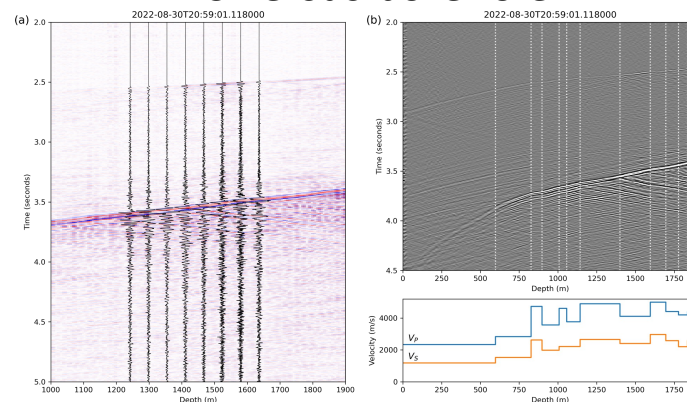 (a)
2022-08-30T20:59:01.118000
2.0
2.5
3.0
3.5
4.0
4.5
5.0
Time (seconds)
1000 1100 1200 1300 1400 1500 1600 1700 1800 1900
Depth (m)
(b)
2022-08-30T20:59:01.118000
2.0
2.5
3.0
3.5
4.0
4.5
Time (seconds)
0 250 500 750 1000 1250 1500 1750
Depth (m)
4000
2000
0
Velocity (m/s)
VP
VS
0 250 500 750 1000 1250 1500 1750
Depth (m)